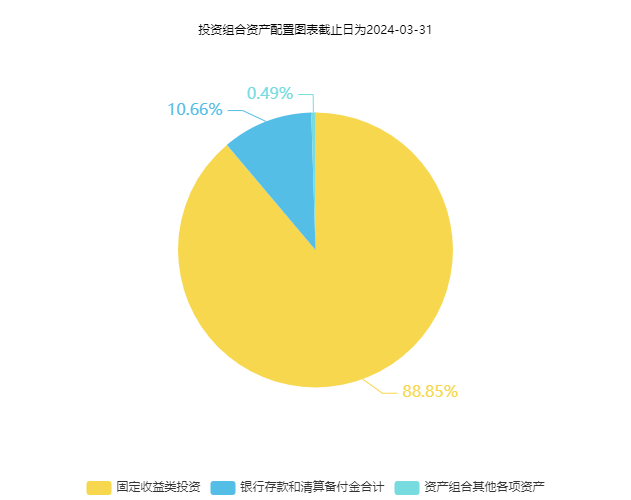 投资组合资产配置图表截止日为2024-03-31
0.49%
10.66%
88.85%
固定收益类投资
银行存款和清算备付金合计
资产组合其他各项资产